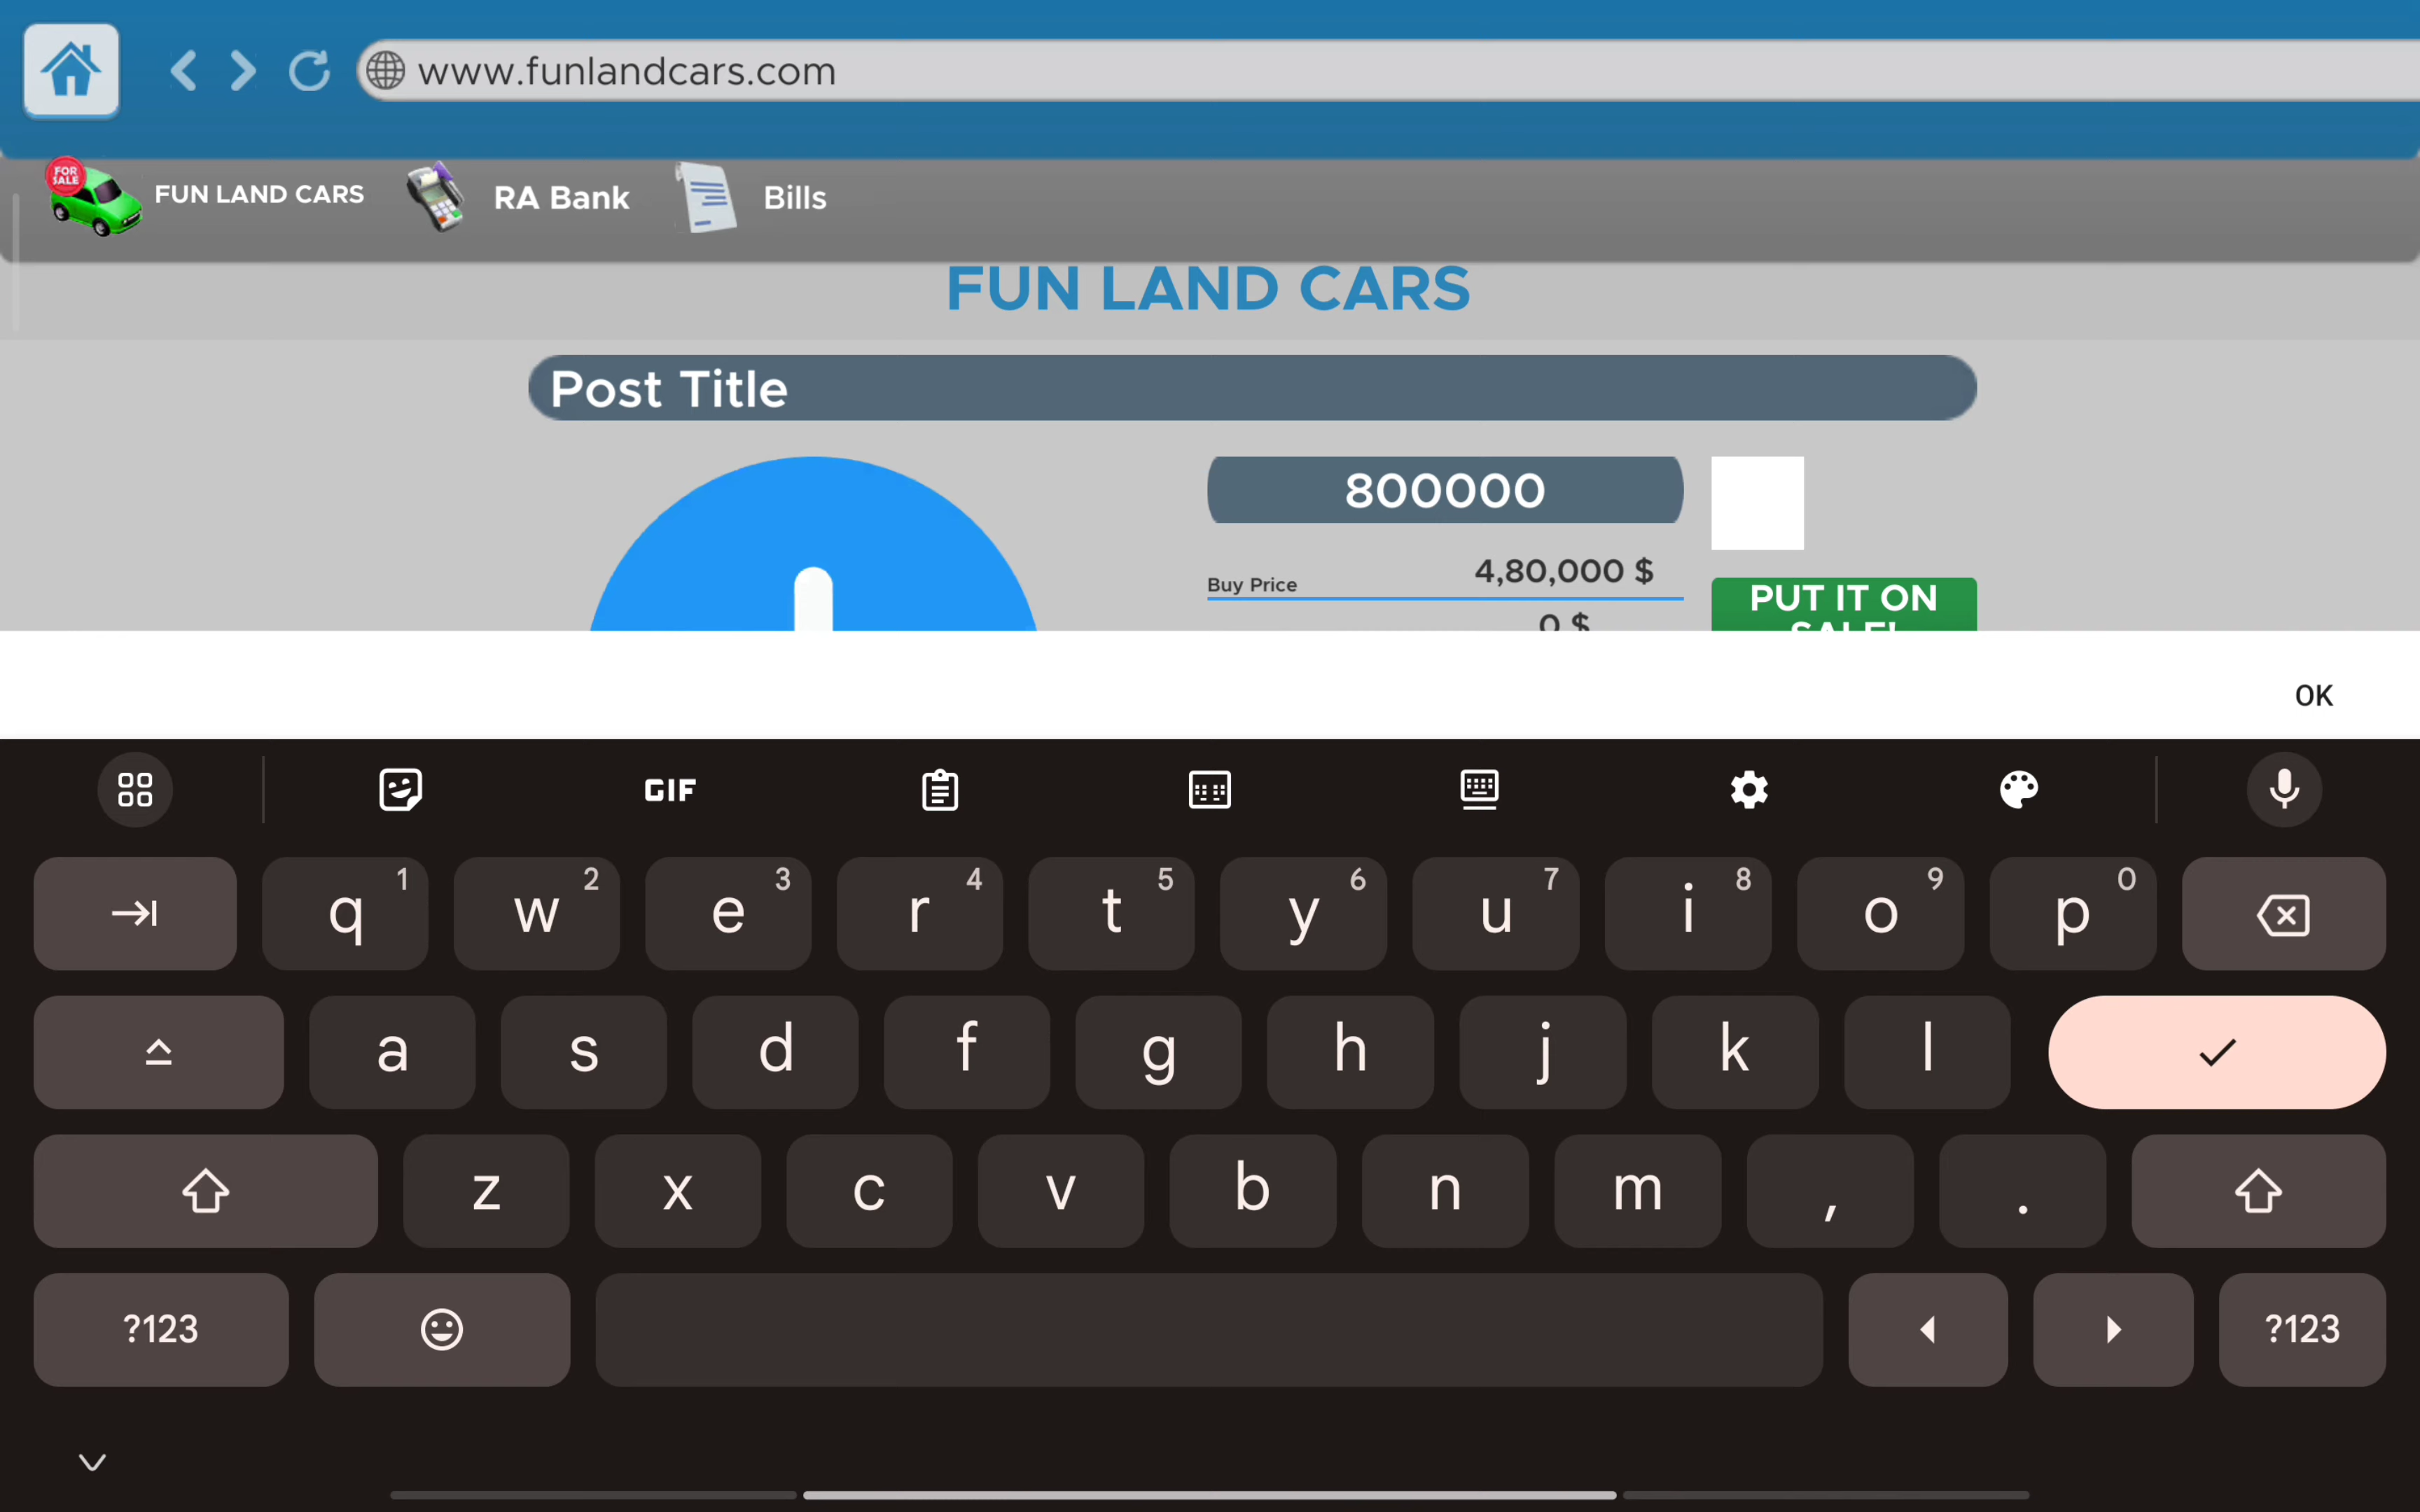 www.funlandcars.com
FOR SALE
FUN LAND CARS
RA Bank
Bills
FUN LAND CARS
Post Title
800000
4,80,000 $
Buy Price
0 $
PUT IT ON
SALE!
OK
GIF
q 1 w 2 e 3 r 4 t 5 y 6 u 7 i 8 o 9 p 0
a s d f g h j k l
z x c v b n m , .
?123 ?123